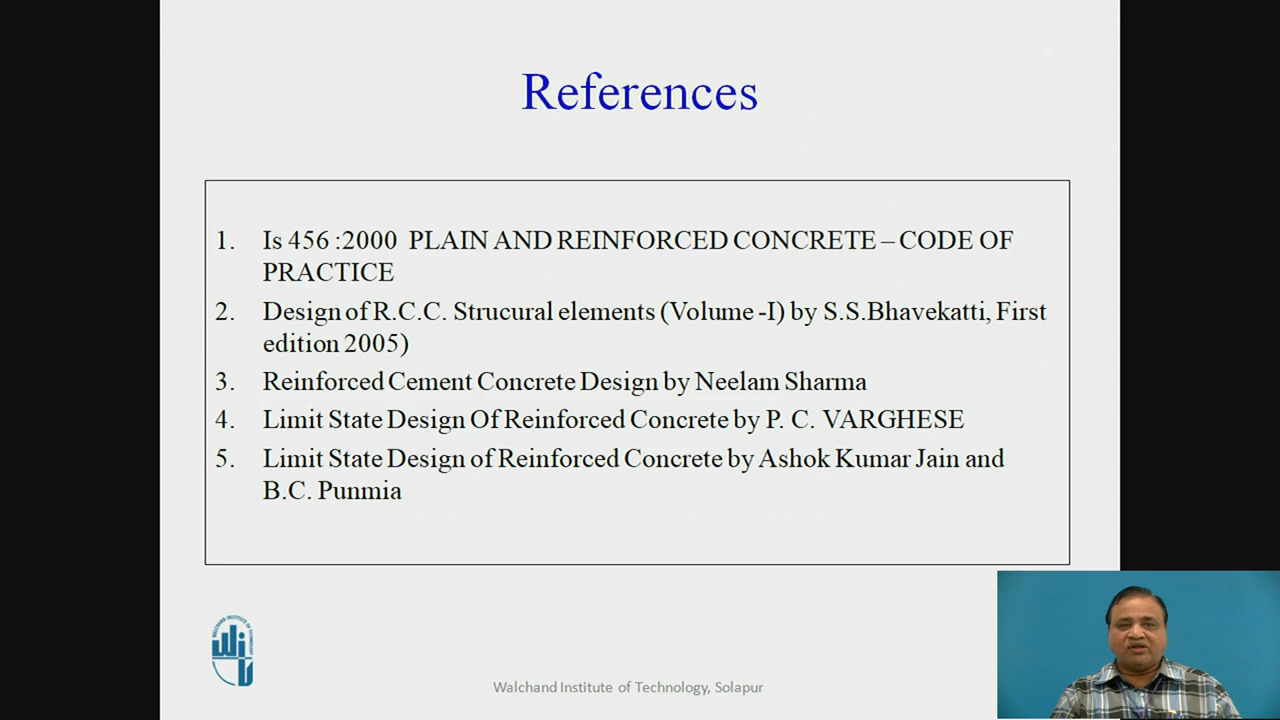 References
1. Is 456 :2000 PLAIN AND REINFORCED CONCRETE – CODE OF
PRACTICE
2. Design of R.C.C. Strucural elements (Volume -I) by S.S.Bhavekatti, First
edition 2005)
3. Reinforced Cement Concrete Design by Neelam Sharma
4. Limit State Design Of Reinforced Concrete by P. C. VARGHESE
5. Limit State Design of Reinforced Concrete by Ashok Kumar Jain and
B.C. Punmia
Walchand Institute of Technology, Solapur